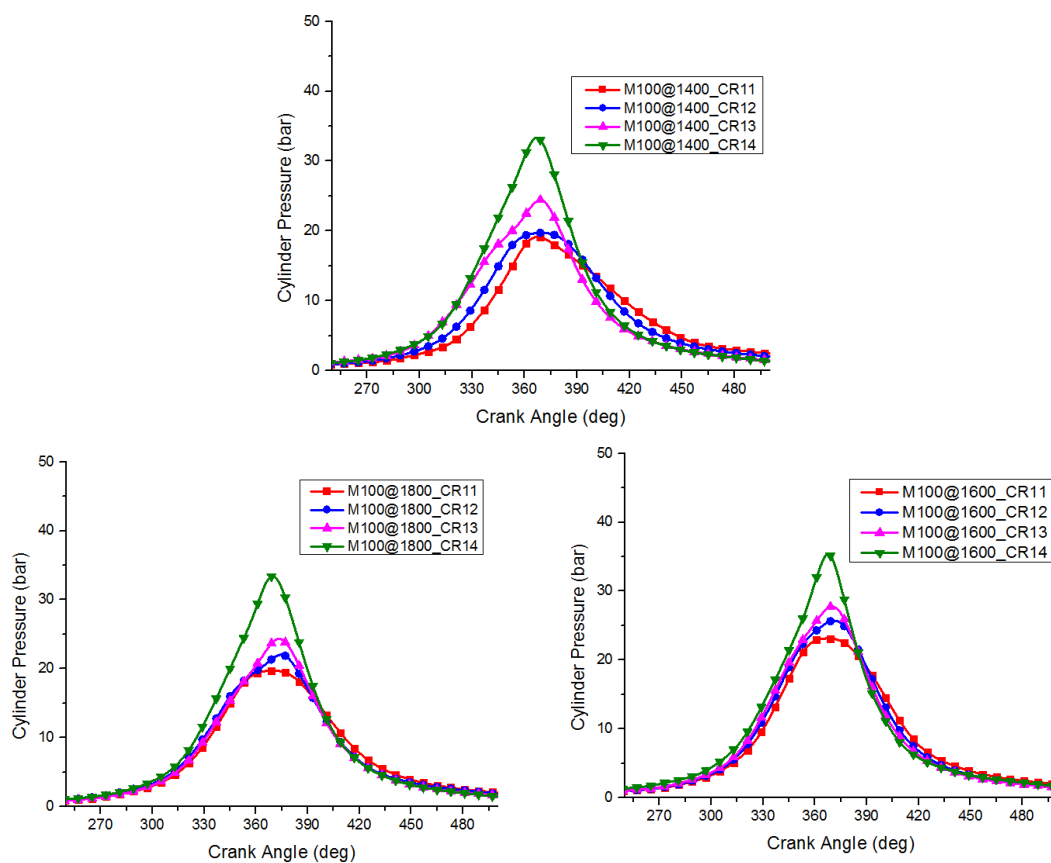 50
40
30
20
10
0
Cylinder Pressure (bar)
M100@1400_CR11
M100@1400_CR12
M100@1400_CR13
M100@1400_CR14
270 300 330 360 390 420 450 480
Crank Angle (deg)
50
40
30
20
10
0
Cylinder Pressure (bar)
M100@1800_CR11
M100@1800_CR12
M100@1800_CR13
M100@1800_CR14
270 300 330 360 390 420 450 480
Crank Angle (deg)
50
40
30
20
10
0
Cylinder Pressure (bar)
M100@1600_CR11
M100@1600_CR12
M100@1600_CR13
M100@1600_CR14
270 300 330 360 390 420 450 480
Crank Angle (deg)